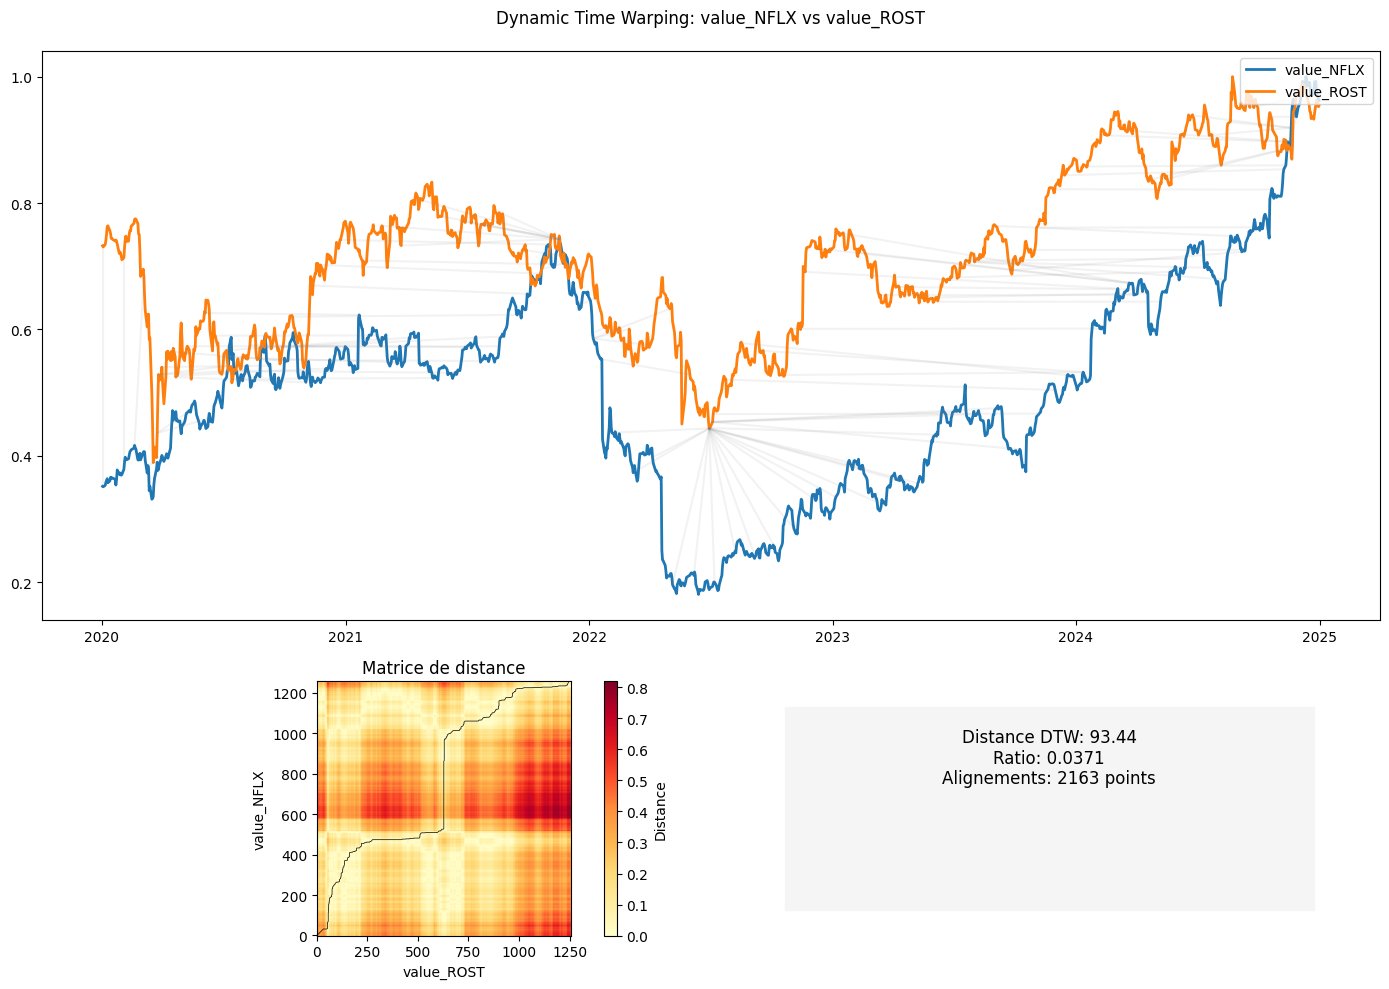 Dynamic Time Warping: value_NFLX vs value_ROST
value_NFLX
value_ROST
1.0
0.8
0.6
0.4
0.2
2020 2021 2022 2023 2024 2025
Matrice de distance
value_NFLX
1200
1000
800
600
400
200
0
0 250 500 750 1000 1250
value_ROST
0.8
0.7
0.6
0.5
0.4
0.3
0.2
0.1
0.0
Distance
Distance DTW: 93.44
Ratio: 0.0371
Alignements: 2163 points